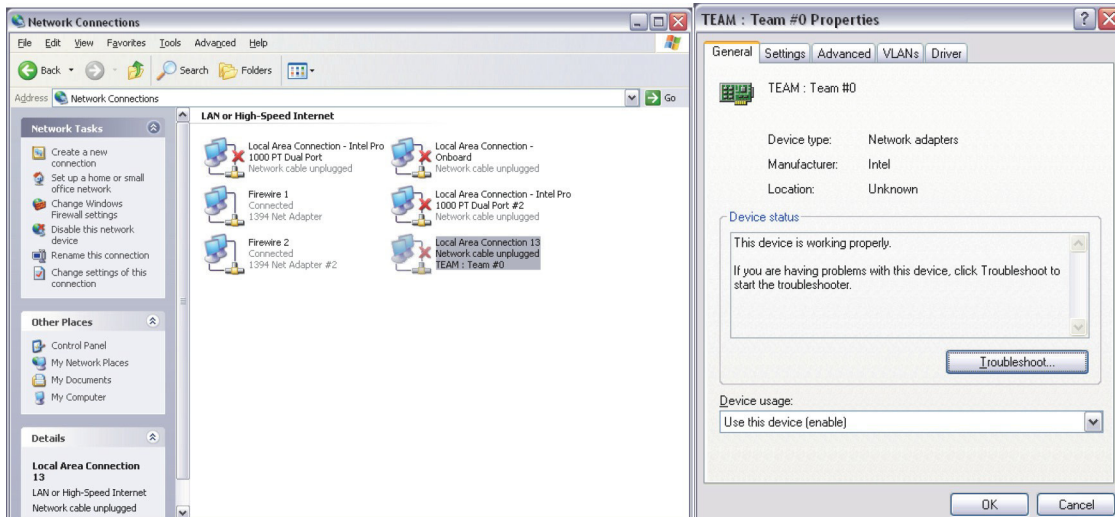 Network Connections
File Edit View Favorites Tools Advanced Help
Back Search Folders
Address Network Connections Go
Network Tasks
Create a new
connection
Set up a home or small
office network
Change Windows
Firewall settings
Disable this network
device
Rename this connection
Change settings of this
connection
Other Places
Control Panel
My Network Places
My Documents
My Computer
Details
Local Area Connection
13
LAN or High-Speed Internet
Network cable unplugged
LAN or High-Speed Internet
Local Area Connection - Intel Pro
1000 PT Dual Port
Network cable unplugged
Local Area Connection -
Onboard
Network cable unplugged
Firewire 1
Connected
1394 Net Adapter
Local Area Connection - Intel Pro
1000 PT Dual Port #2
Network cable unplugged
Firewire 2
Connected
1394 Net Adapter #2
Local Area Connection 13
Network cable unplugged
TEAM : Team #0
TEAM : Team #0 Properties
General Settings Advanced VLANs Driver
TEAM : Team #0
Device type: Network adapters
Manufacturer: Intel
Location: Unknown
Device status
This device is working properly.
If you are having problems with this device, click Troubleshoot to
start the troubleshooter.
Troubleshoot...
Device usage:
Use this device (enable)
OK Cancel